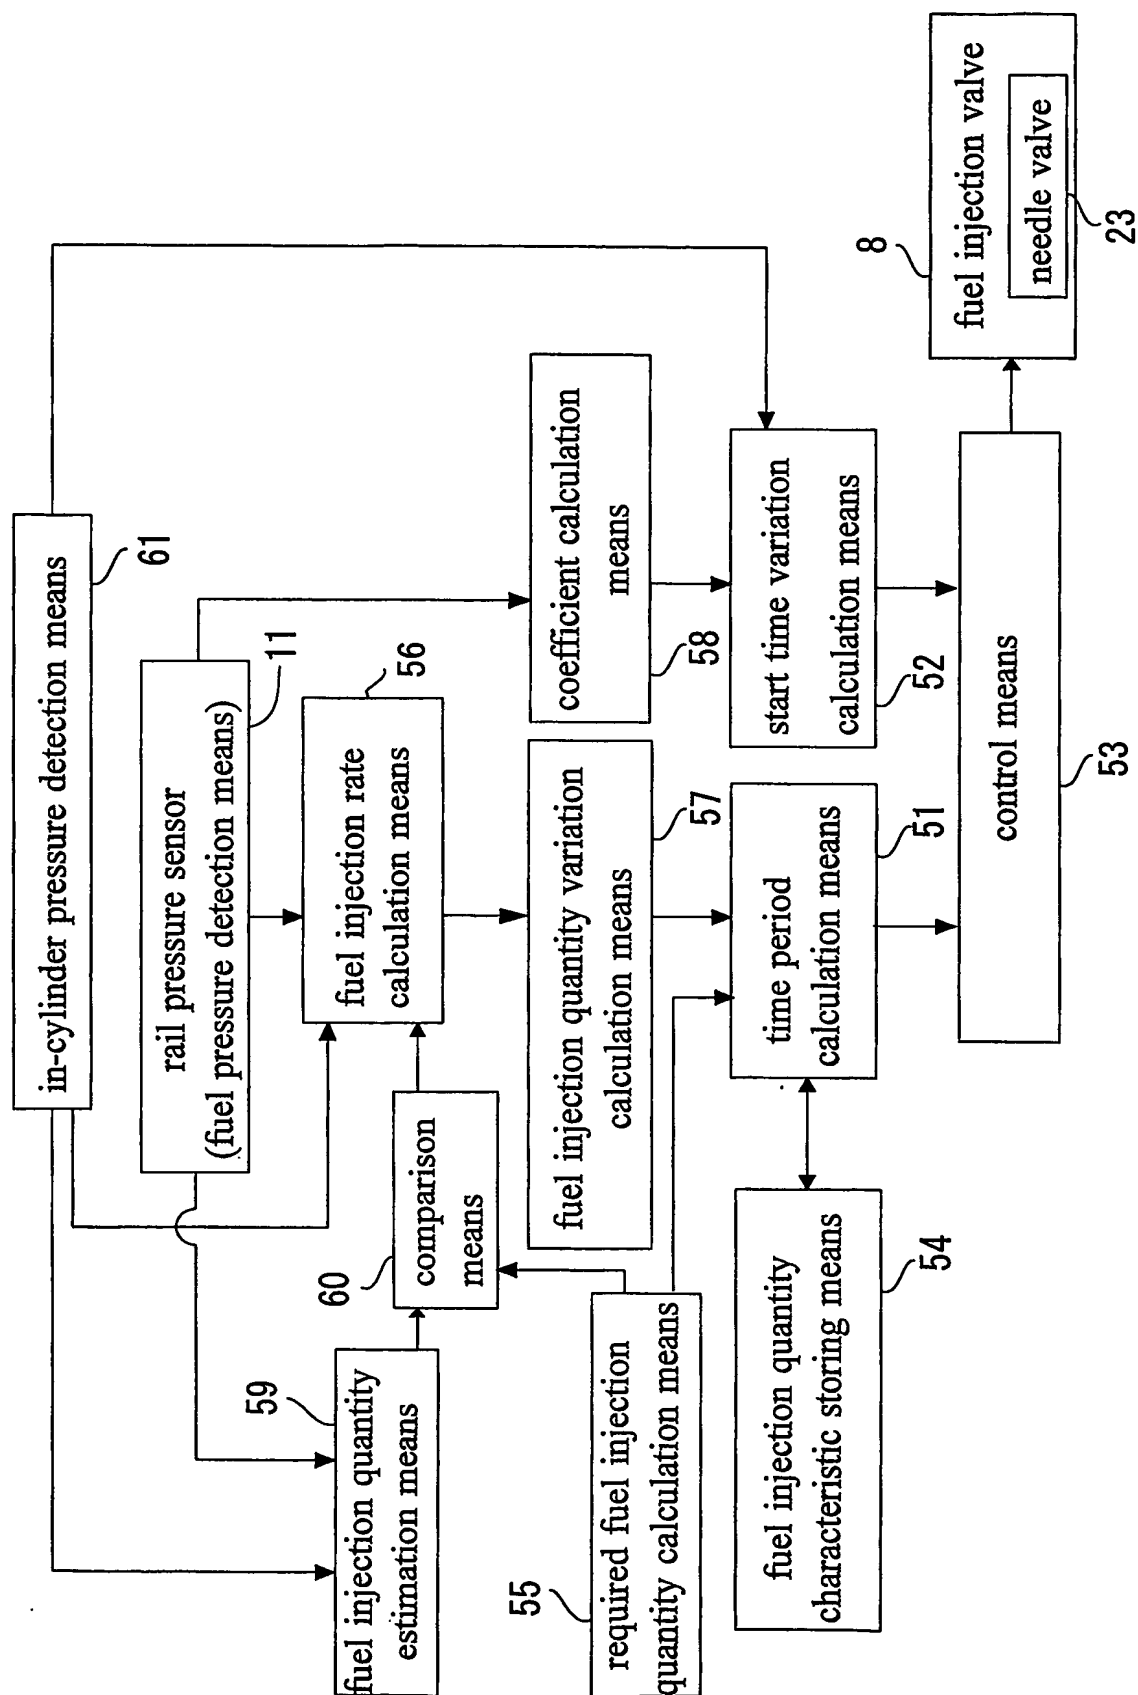 in-cylinder pressure detection means
61
rail pressure sensor
(fuel pressure detection means)
11
fuel injection rate
calculation means
56
fuel injection quantity
estimation means
59
comparison
means
60
fuel injection quantity variation
calculation means
57
coefficient calculation
means
58
required fuel injection
quantity calculation means
55
fuel injection quantity
characteristic storing means
54
time period
calculation means
51
start time variation
calculation means
52
control means
53
fuel injection valve
8
needle valve
23